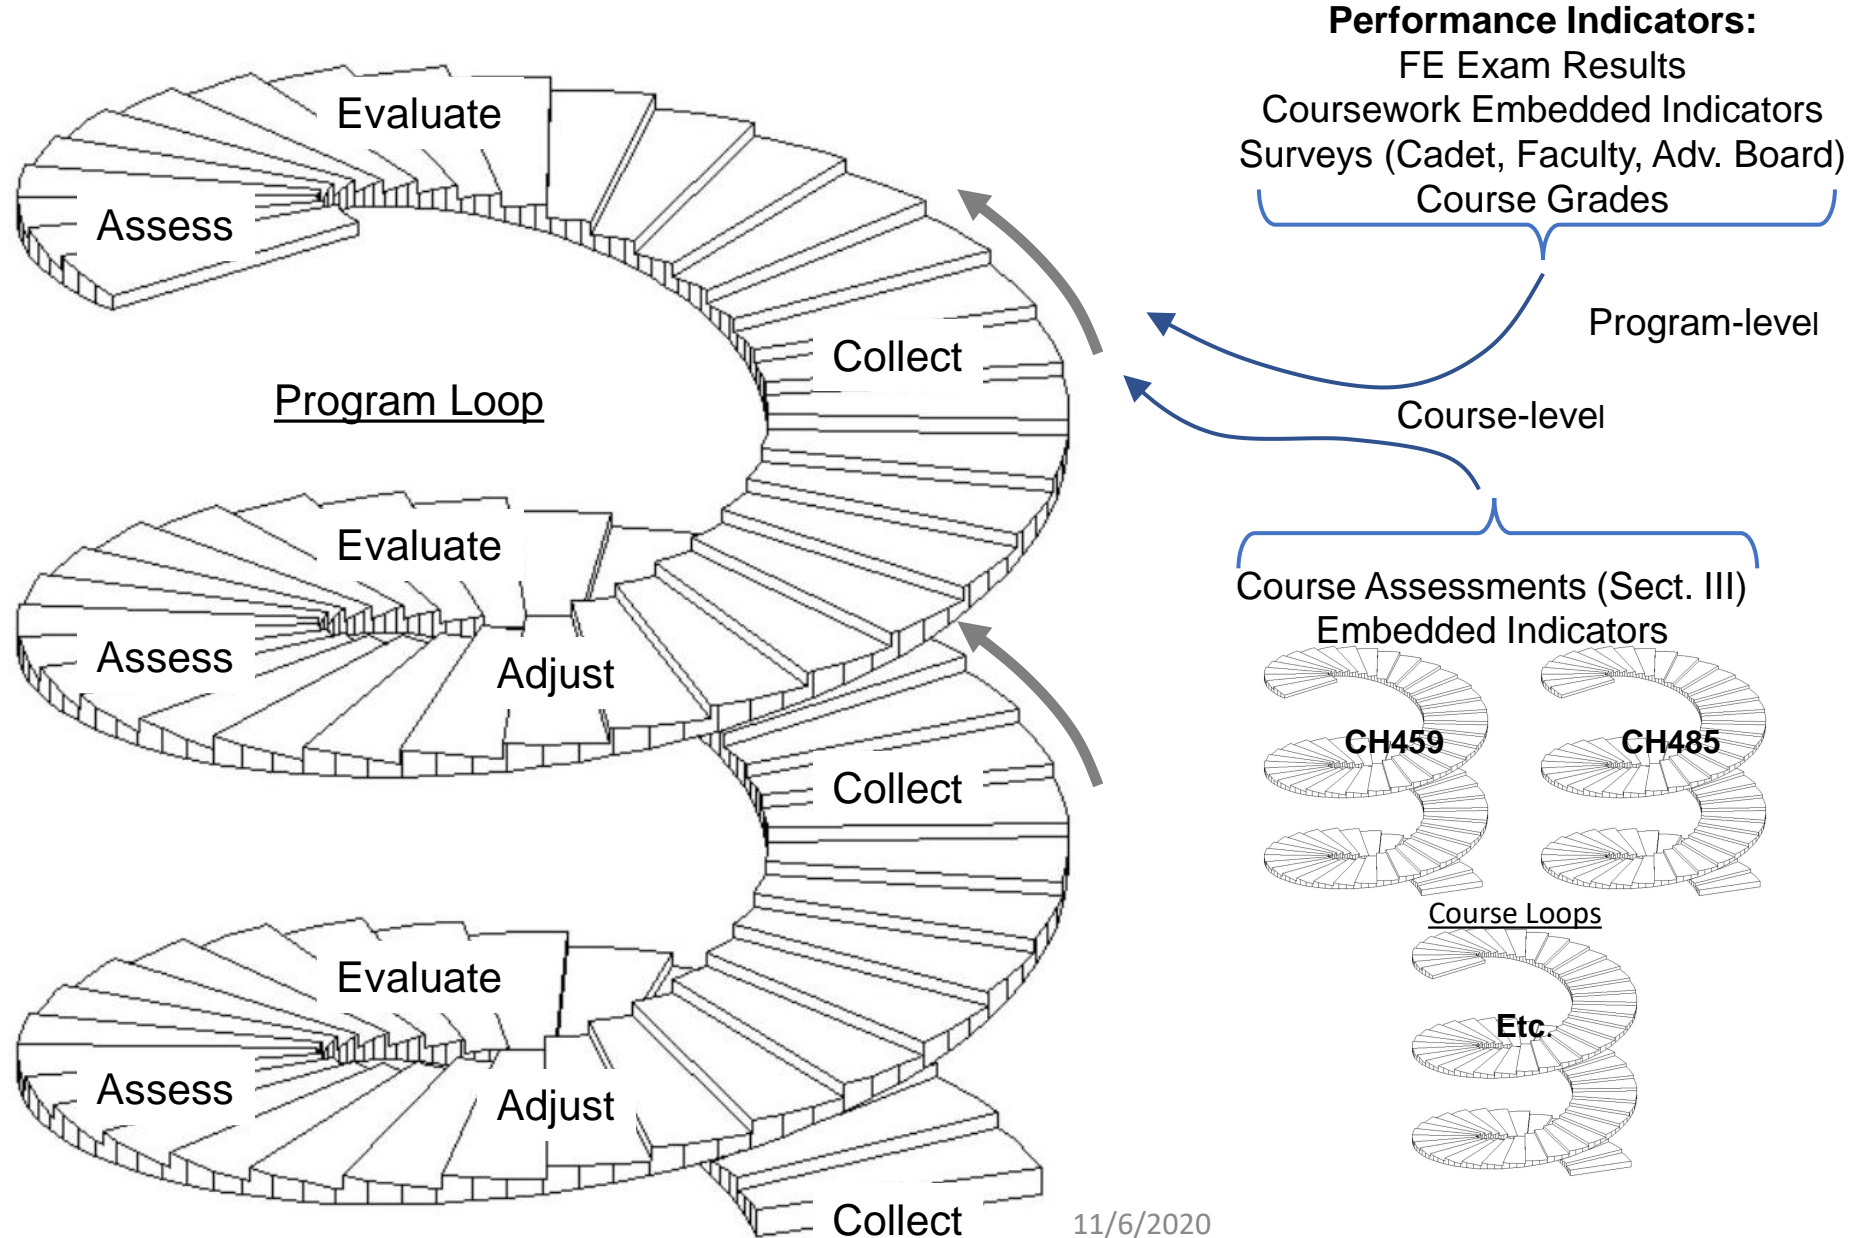 Performance Indicators:
FE Exam Results
Coursework Embedded Indicators
Surveys (Cadet, Faculty, Adv. Board)
Course Grades
Program-level
Course-level
Course Assessments (Sect. III)
Embedded Indicators
CH459
CH485
Course Loops
Etc.
Evaluate
Assess
Collect
Program Loop
Evaluate
Assess
Adjust
Collect
Evaluate
Assess
Adjust
Collect
11/6/2020